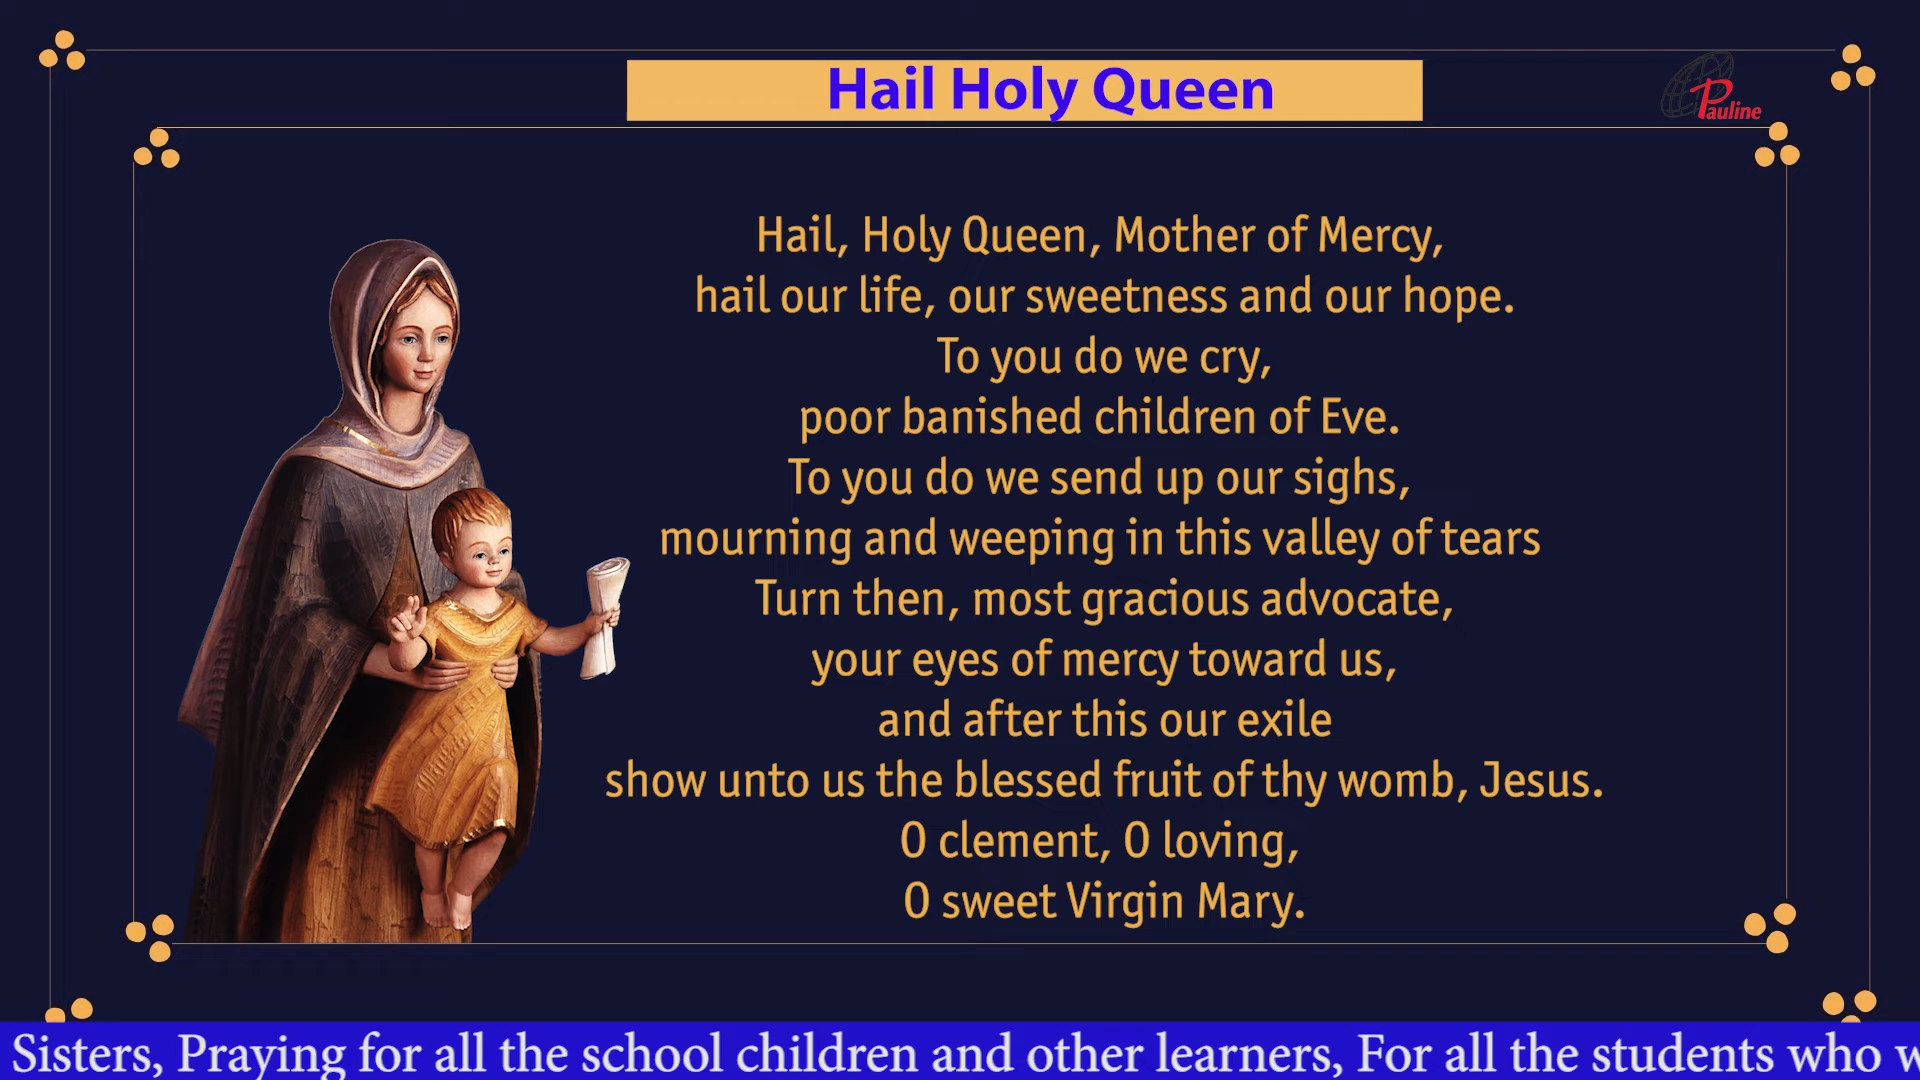 Hail Holy Queen
Pauline
Hail, Holy Queen, Mother of Mercy,
hail our life, our sweetness and our hope.
To you do we cry,
poor banished children of Eve.
To you do we send up our sighs,
mourning and weeping in this valley of tears
Turn then, most gracious advocate,
your eyes of mercy toward us,
and after this our exile
show unto us the blessed fruit of thy womb, Jesus.
O clement, O loving,
O sweet Virgin Mary.
Sisters, Praying for all the school children and other learners, For all the students who